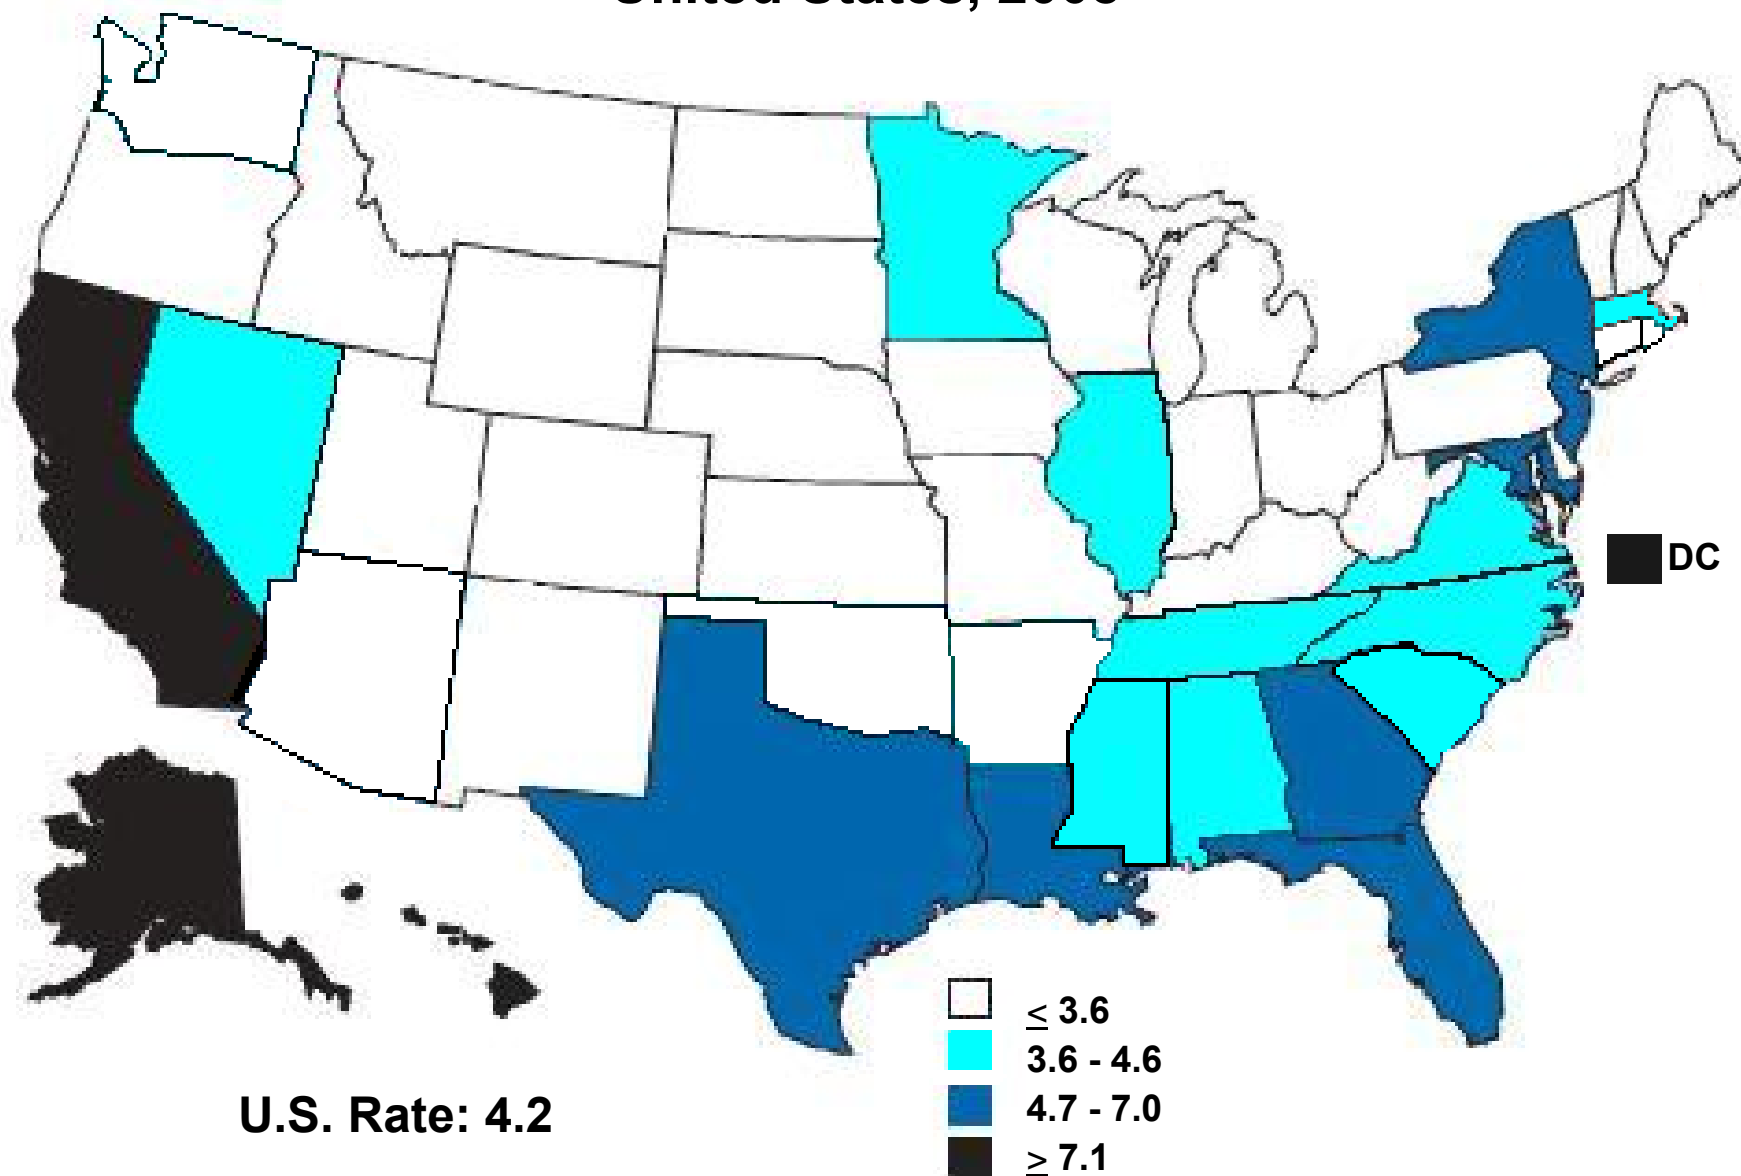 DC
≤ 3.6
3.6 - 4.6
4.7 - 7.0
≥ 7.1
U.S. Rate: 4.2